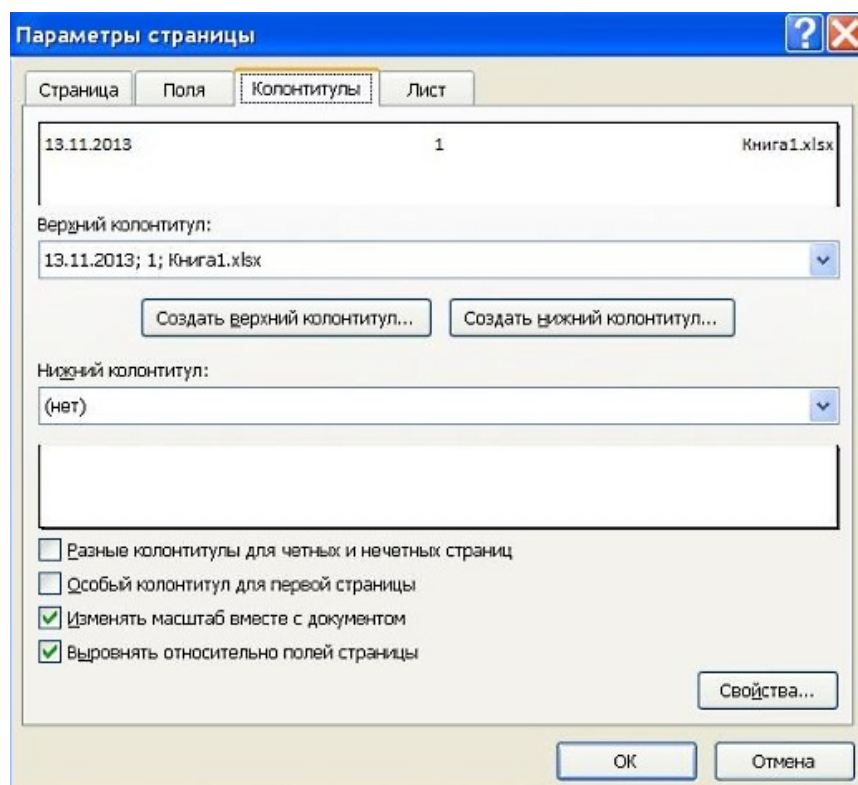 Параметры страницы
Страница Поля Колонтитулы Лист
13.11.2013 1 Книга1.xlsx
Верхний колонтитул:
13.11.2013; 1; Книга1.xlsx
Создать верхний колонтитул... Создать нижний колонтитул...
Нижний колонтитул:
(нет)
Разные колонтитулы для четных и нечетных страниц
Особый колонтитул для первой страницы
Изменять масштаб вместе с документом
Выровнять относительно полей страницы
Свойства...
ОК Отмена